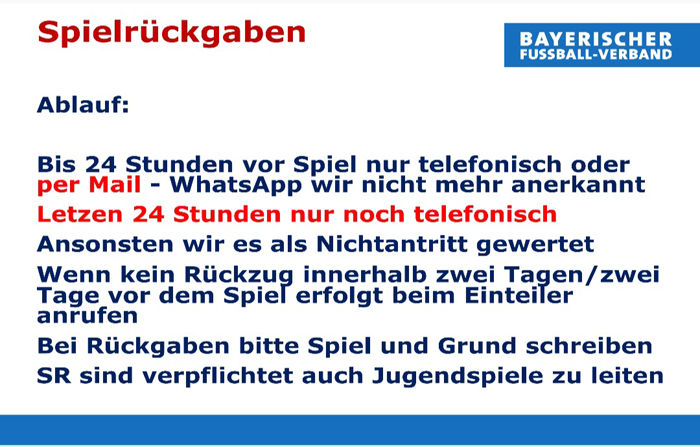 Spielrückgaben
BAYERISCHER
FUSSBALL-VERBAND
Ablauf:
Bis 24 Stunden vor Spiel nur telefonisch oder
per Mail - WhatsApp wir nicht mehr anerkannt
Letzen 24 Stunden nur noch telefonisch
Ansonsten wir es als Nichtantritt gewertet
Wenn kein Rückzug innerhalb zwei Tagen/zwei
Tage vor dem Spiel erfolgt beim Einteiler
anrufen
Bei Rückgaben bitte Spiel und Grund schreiben
SR sind verpflichtet auch Jugendspiele zu leiten